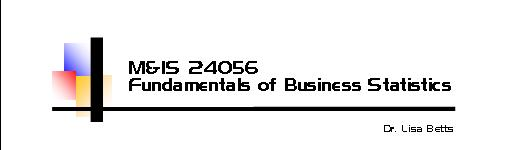 M&IS 24056
Fundamentals of Business Statistics
Dr. Lisa Betts